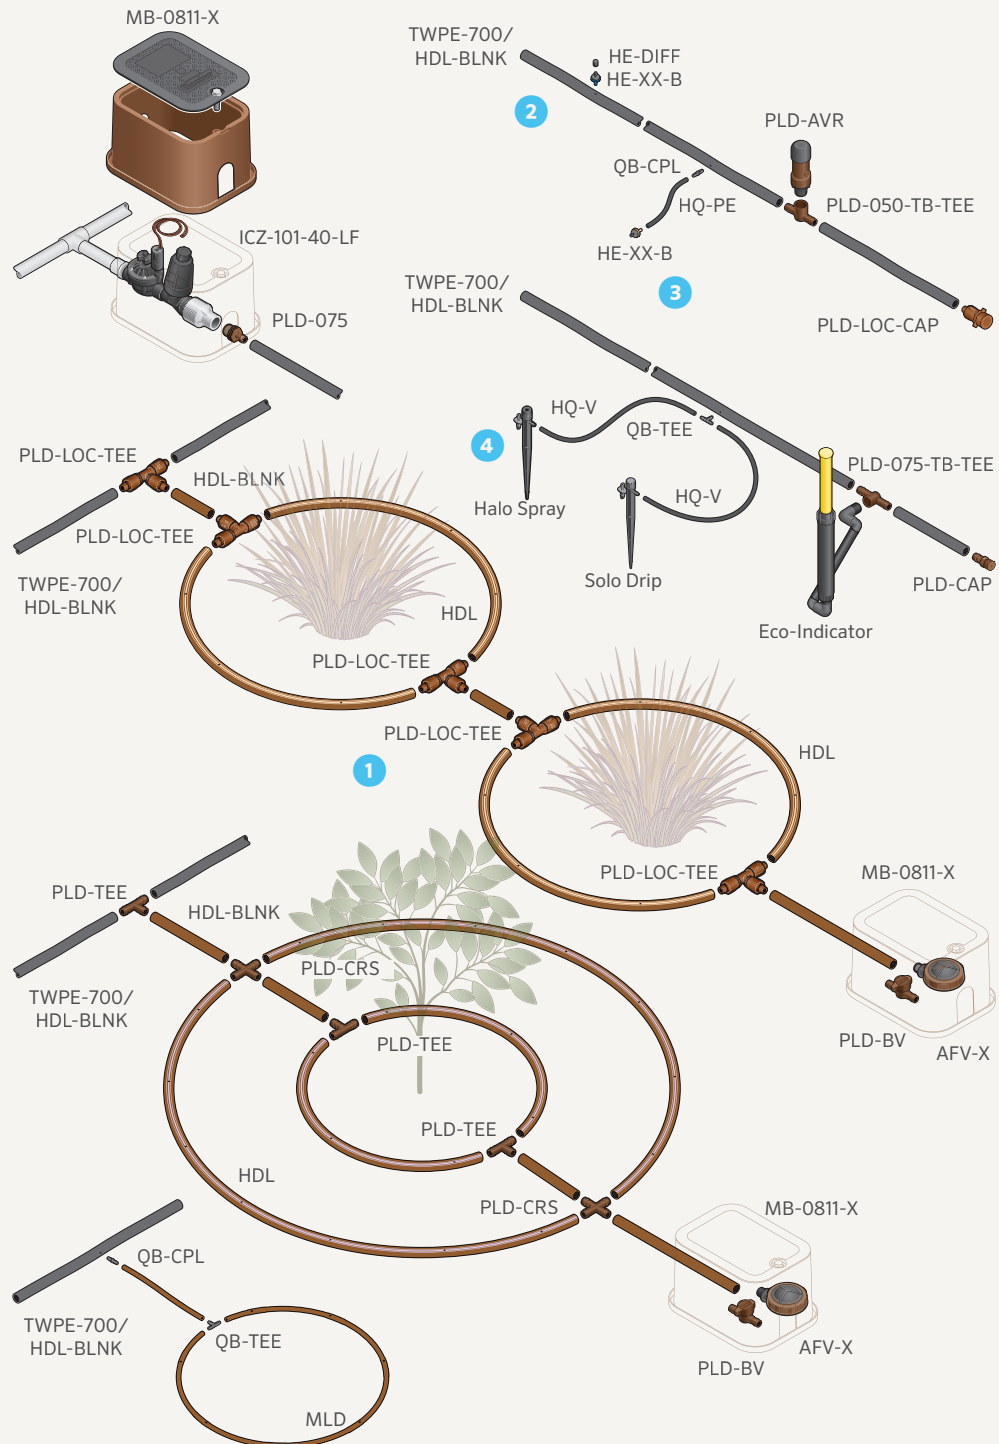 MB-0811-X
ICZ-101-40-LF
PLD-075
TWPE-700/
HDL-BLNK
HE-DIFF
HE-XX-B
2
PLD-AVR
QB-CPL
HQ-PE
PLD-050-TB-TEE
HE-XX-B
3
PLD-LOC-CAP
TWPE-700/
HDL-BLNK
HQ-V
QB-TEE
4
Halo Spray
HQ-V
Solo Drip
PLD-075-TB-TEE
PLD-CAP
Eco-Indicator
PLD-LOC-TEE
HDL-BLNK
PLD-LOC-TEE
TWPE-700/
HDL-BLNK
HDL
PLD-LOC-TEE
PLD-LOC-TEE
1
HDL
PLD-LOC-TEE
MB-0811-X
PLD-BV
AFV-X
PLD-TEE
HDL-BLNK
PLD-CRS
TWPE-700/
HDL-BLNK
PLD-TEE
PLD-TEE
HDL
PLD-CRS
MB-0811-X
AFV-X
PLD-BV
QB-CPL
TWPE-700/
HDL-BLNK
QB-TEE
MLD